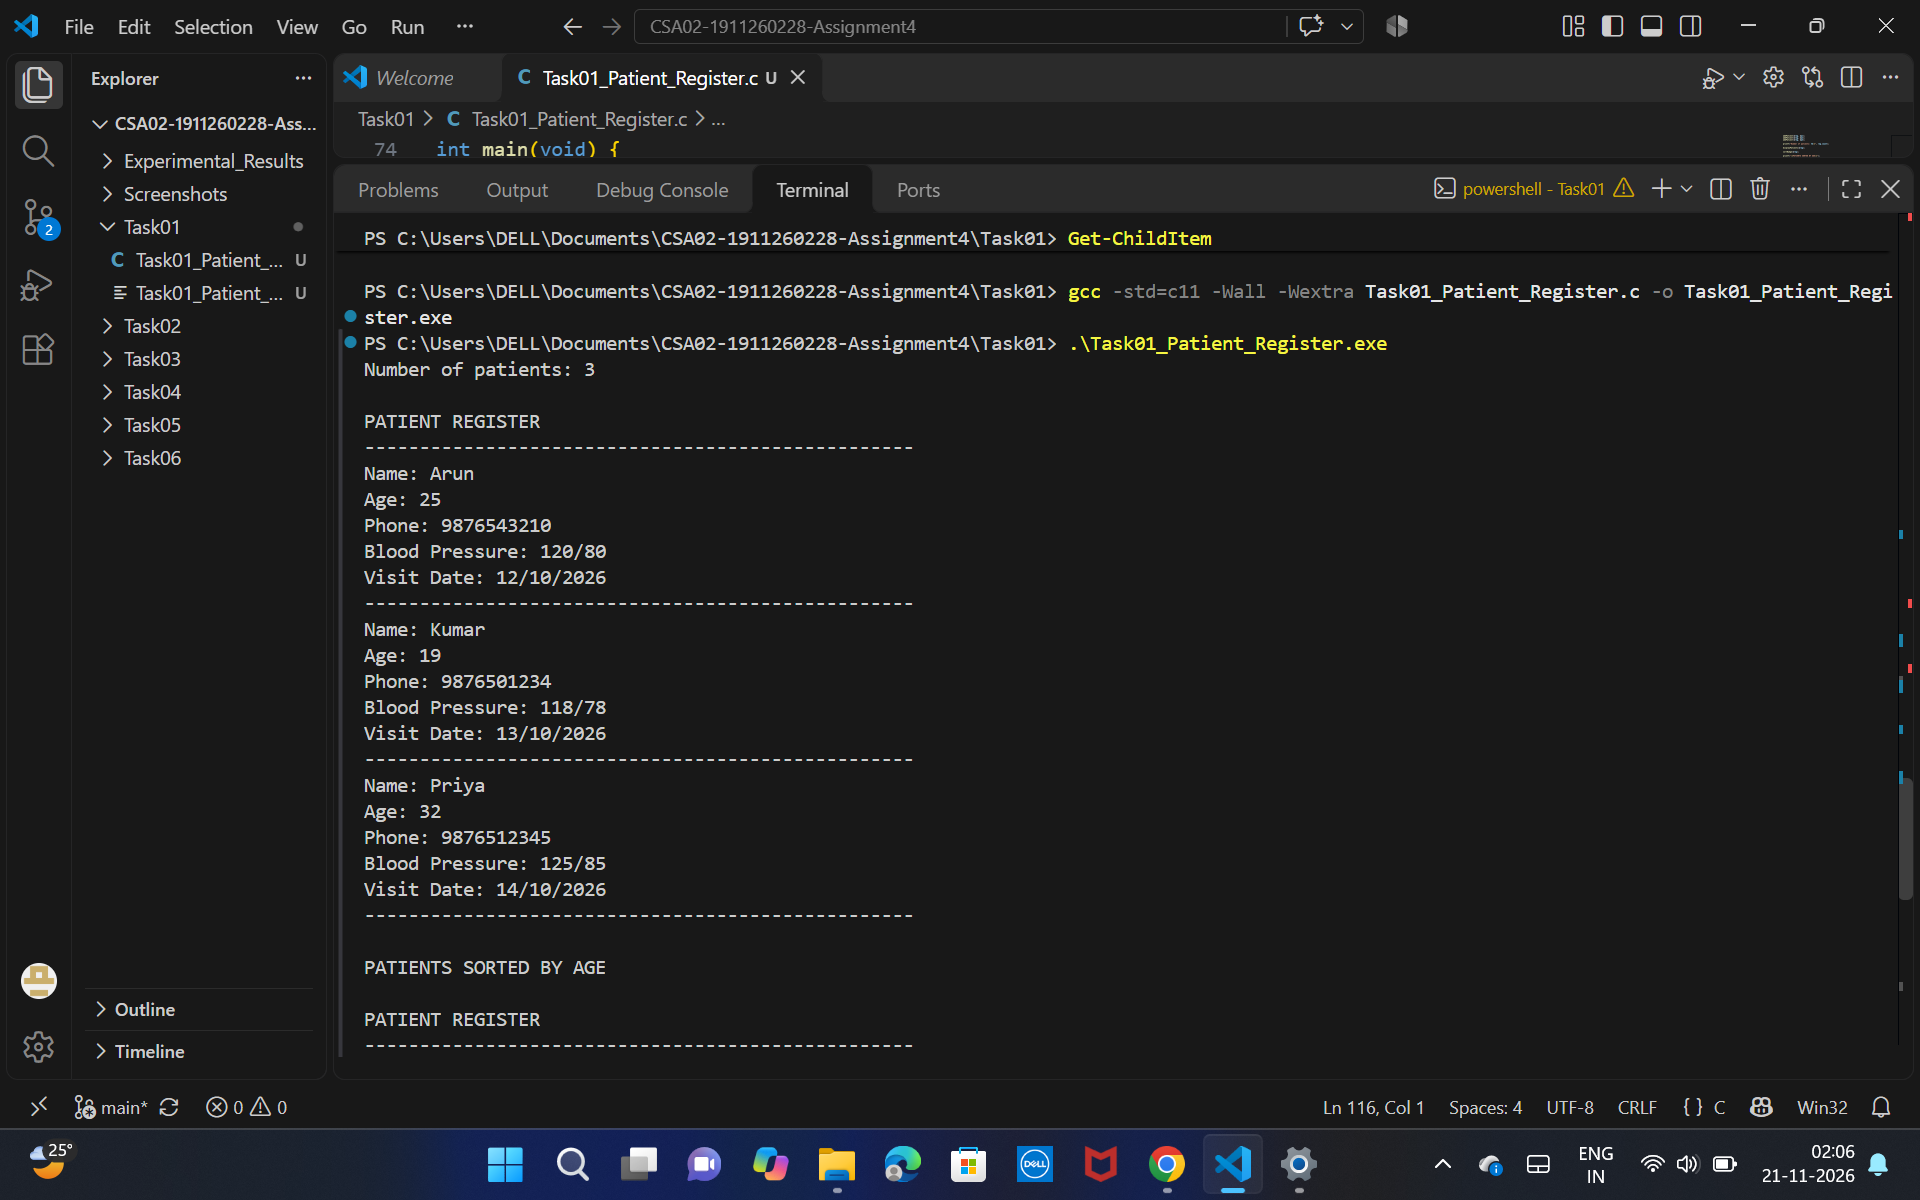 File Edit Selection View Go Run ···
CSA02-1911260228-Assignment4
Explorer
CSA02-1911260228-Ass...
Experimental_Results
Screenshots
Task01
Task01_Patient_... U
Task01_Patient_... U
Task02
Task03
Task04
Task05
Task06
Outline
Timeline
2
Welcome
C Task01_Patient_Register.c U
Task01 > C Task01_Patient_Register.c > ...
74 int main(void) {
Problems Output Debug Console Terminal Ports
powershell - Task01
PS C:\Users\DELL\Documents\CSA02-1911260228-Assignment4\Task01> Get-ChildItem
PS C:\Users\DELL\Documents\CSA02-1911260228-Assignment4\Task01> gcc -std=c11 -Wall -Wextra Task01_Patient_Register.c -o Task01_Patient_Regi
ster.exe
PS C:\Users\DELL\Documents\CSA02-1911260228-Assignment4\Task01> .\Task01_Patient_Register.exe
Number of patients: 3
PATIENT REGISTER
--------------------------------------------------
Name: Arun
Age: 25
Phone: 9876543210
Blood Pressure: 120/80
Visit Date: 12/10/2026
--------------------------------------------------
Name: Kumar
Age: 19
Phone: 9876501234
Blood Pressure: 118/78
Visit Date: 13/10/2026
--------------------------------------------------
Name: Priya
Age: 32
Phone: 9876512345
Blood Pressure: 125/85
Visit Date: 14/10/2026
--------------------------------------------------
PATIENTS SORTED BY AGE
PATIENT REGISTER
--------------------------------------------------
main* 0 0
Ln 116, Col 1 Spaces: 4 UTF-8 CRLF { } C Win32
25°
DELL
ENG
IN
02:06
21-11-2026